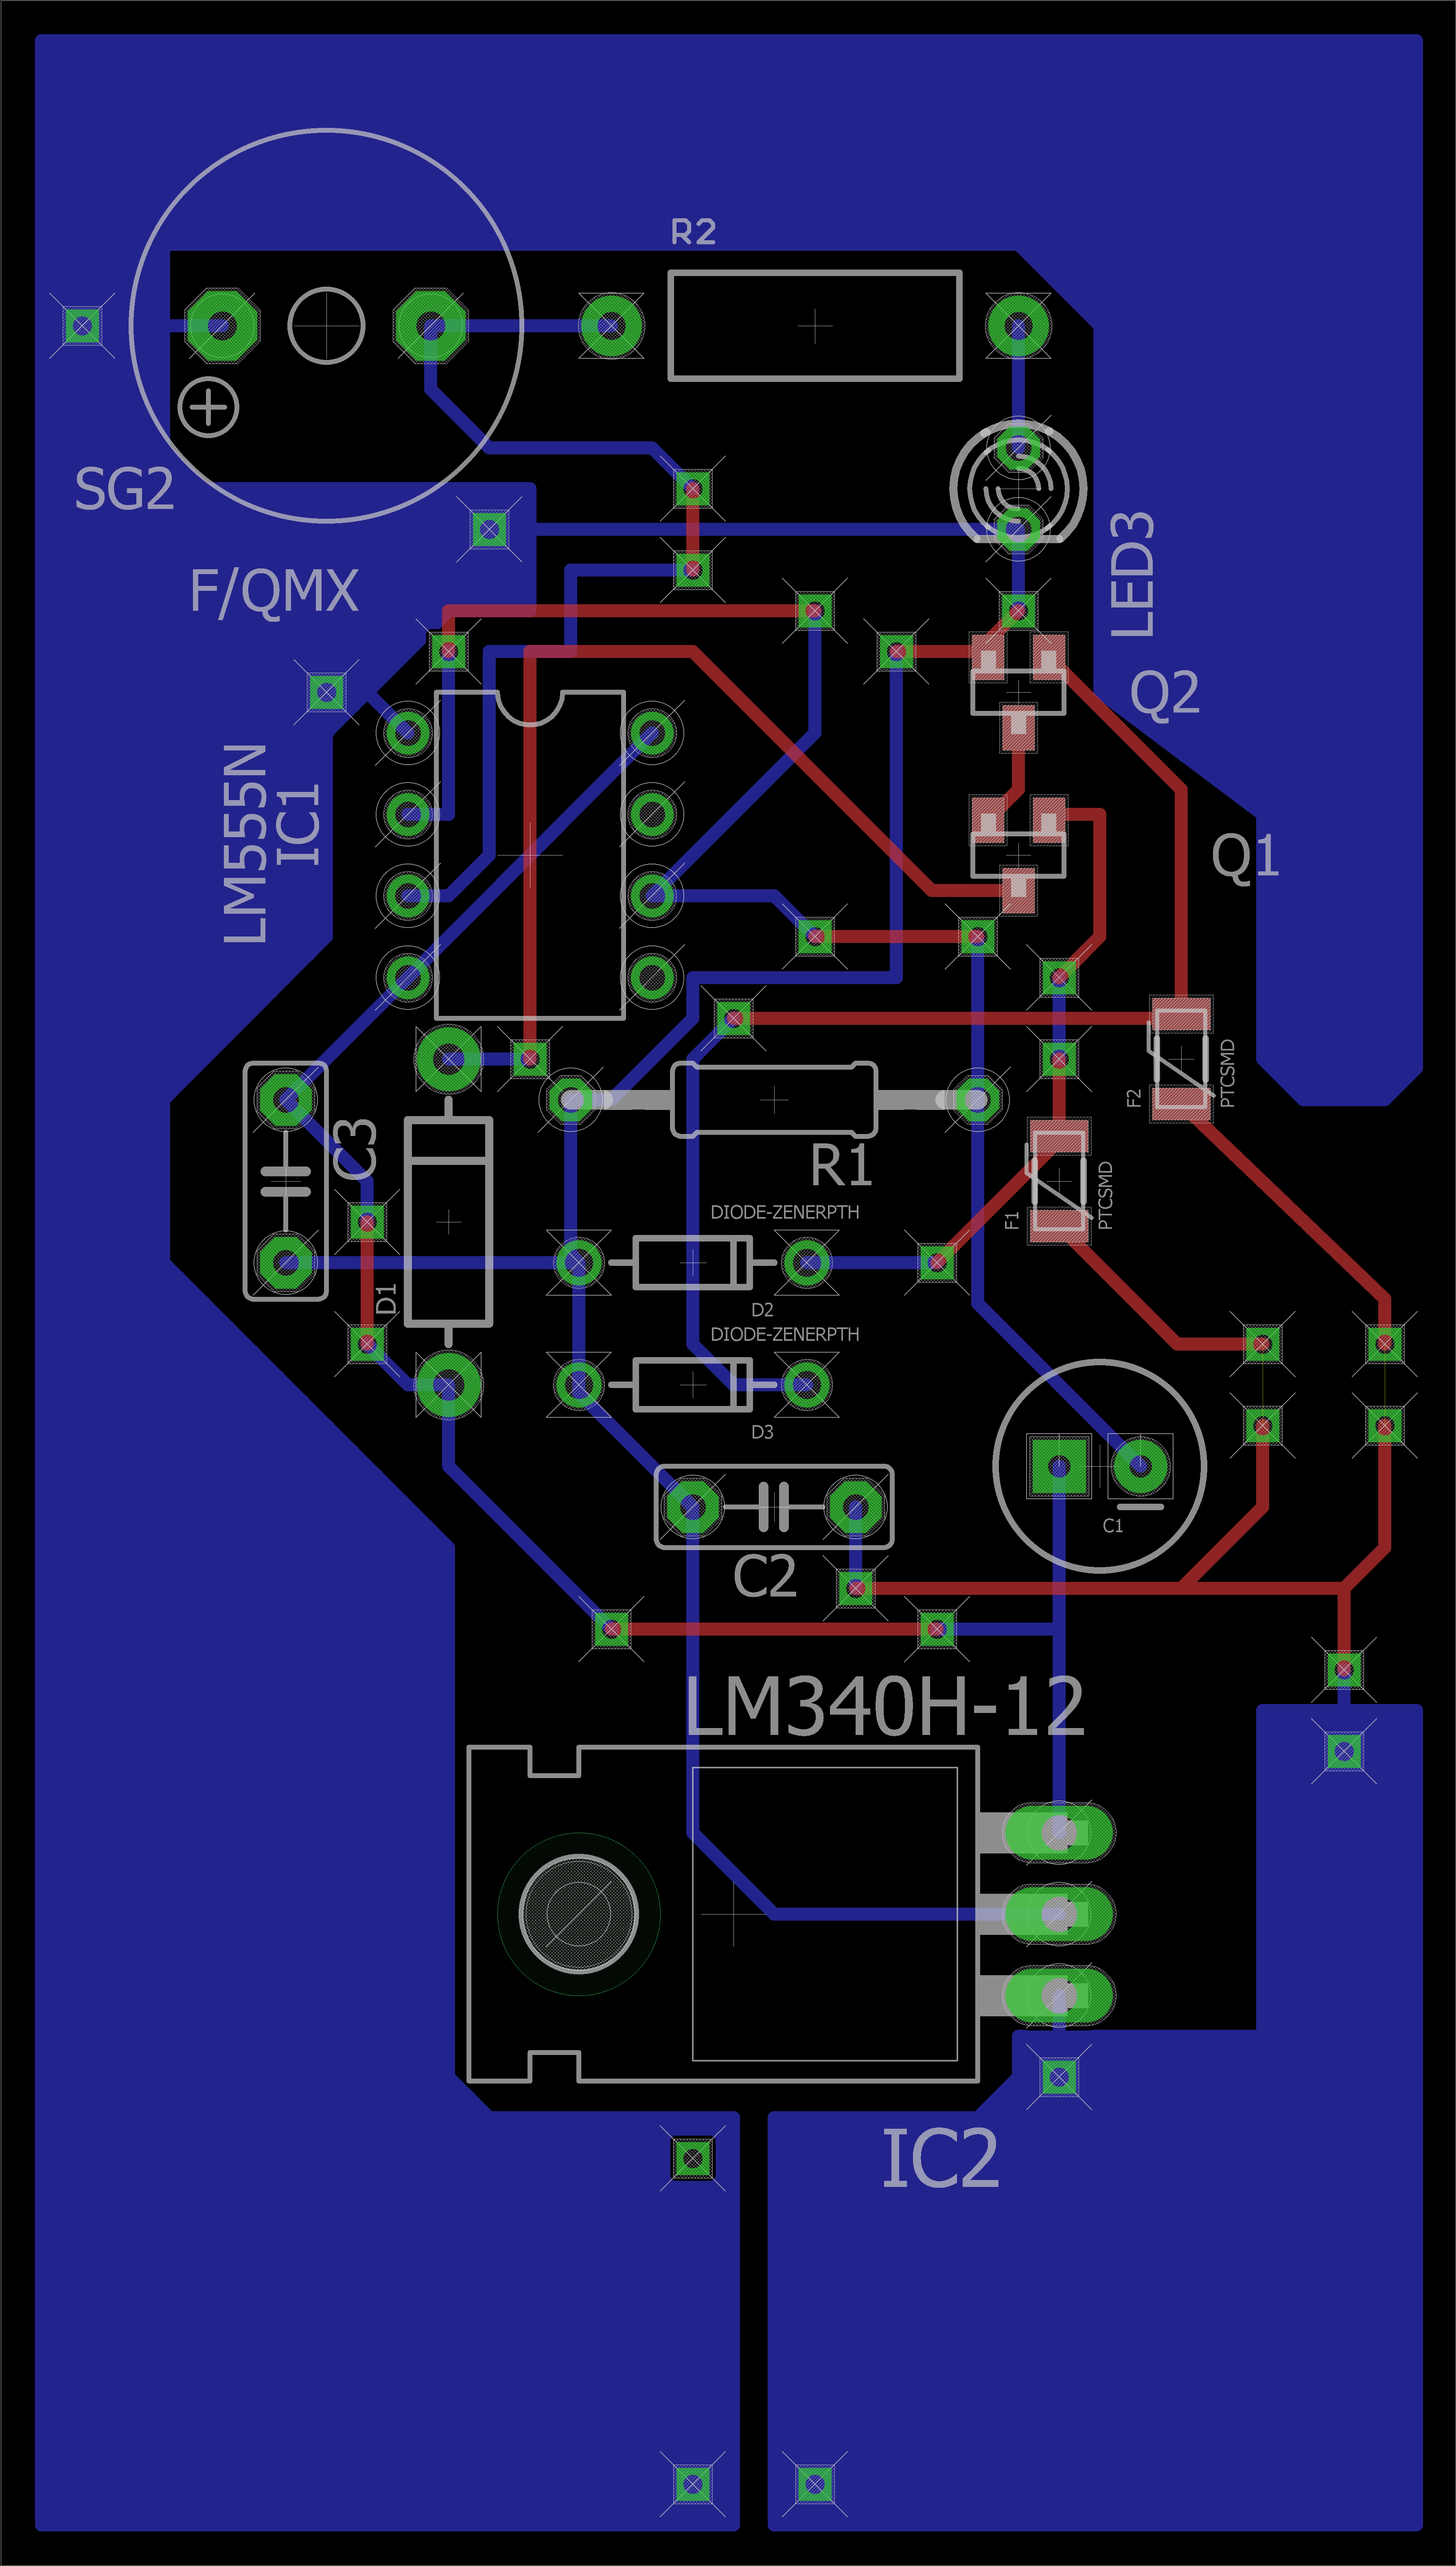 R2
SG2
F/QMX
LED3
Q2
LM555N
IC1
Q1
F2
PTCSMD
C3
R1
F1
PTCSMD
DIODE-ZENERPTH
D1
D2
DIODE-ZENERPTH
D3
C1
C2
LM340H-12
IC2